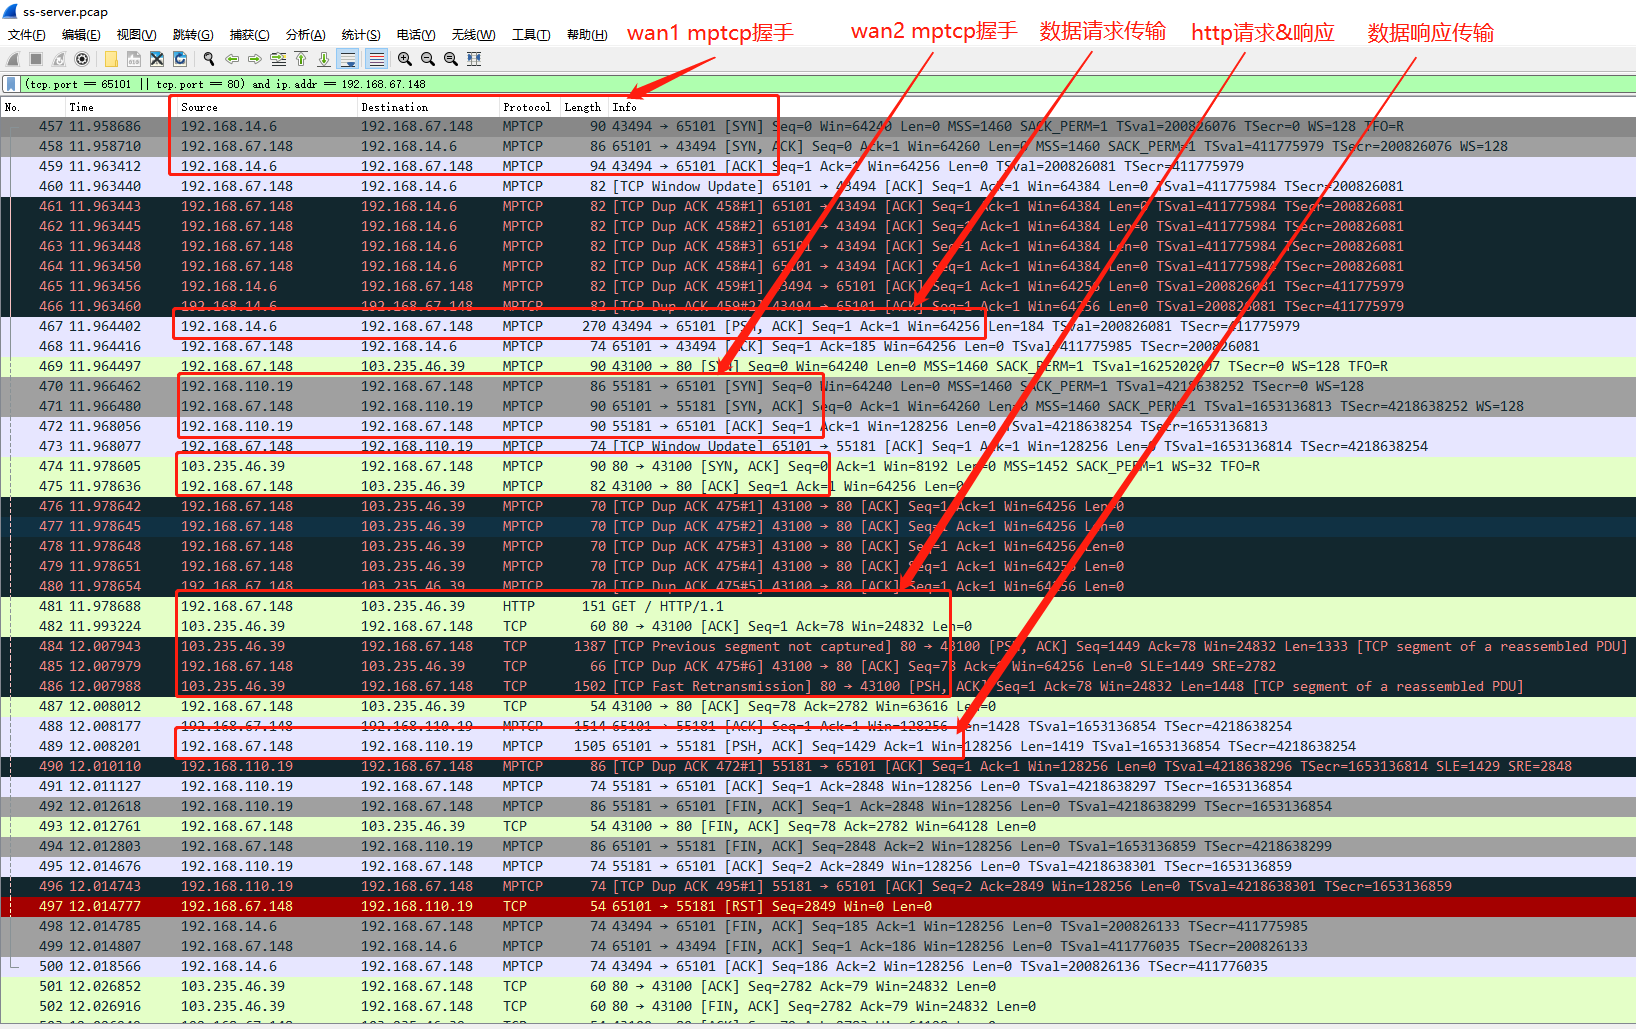 ss-server.pcap
文件(F) 编辑(E) 视图(V) 跳转(G) 捕获(C) 分析(A) 统计(S) 电话(Y) 无线(W) 工具(T) 帮助(H)
wan1 mptcp握手 wan2 mptcp握手 数据请求传输 http请求&响应 数据响应传输
(tcp.port == 65101 || tcp.port == 80) and ip.addr == 192.168.67.148
No. Time Source Destination Protocol Length Info
457 11.958686 192.168.14.6 192.168.67.148 MPTCP 90 43494 → 65101 [SYN] Seq=0 Win=64240 Len=0 MSS=1460 SACK_PERM=1 TSval=200826076 TSecr=0 WS=128 TFO=R
458 11.958710 192.168.67.148 192.168.14.6 MPTCP 86 65101 → 43494 [SYN, ACK] Seq=0 Ack=1 Win=64260 Len=0 MSS=1460 SACK_PERM=1 TSval=411775979 TSecr=200826076 WS=128
459 11.963412 192.168.14.6 192.168.67.148 MPTCP 94 43494 → 65101 [ACK] Seq=1 Ack=1 Win=64256 Len=0 TSval=200826081 TSecr=411775979
460 11.963440 192.168.67.148 192.168.14.6 MPTCP 82 [TCP Window Update] 65101 → 43494 [ACK] Seq=1 Ack=1 Win=64384 Len=0 TSval=411775984 TSecr=200826081
461 11.963443 192.168.67.148 192.168.14.6 MPTCP 82 [TCP Dup ACK 458#1] 65101 → 43494 [ACK] Seq=1 Ack=1 Win=64384 Len=0 TSval=411775984 TSecr=200826081
462 11.963445 192.168.67.148 192.168.14.6 MPTCP 82 [TCP Dup ACK 458#2] 65101 → 43494 [ACK] Seq=1 Ack=1 Win=64384 Len=0 TSval=411775984 TSecr=200826081
463 11.963448 192.168.67.148 192.168.14.6 MPTCP 82 [TCP Dup ACK 458#3] 65101 → 43494 [ACK] Seq=1 Ack=1 Win=64384 Len=0 TSval=411775984 TSecr=200826081
464 11.963450 192.168.67.148 192.168.14.6 MPTCP 82 [TCP Dup ACK 458#4] 65101 → 43494 [ACK] Seq=1 Ack=1 Win=64384 Len=0 TSval=411775984 TSecr=200826081
465 11.963456 192.168.14.6 192.168.67.148 MPTCP 82 [TCP Dup ACK 459#1] 43494 → 65101 [ACK] Seq=1 Ack=1 Win=64256 Len=0 TSval=200826081 TSecr=411775979
466 11.963460 192.168.14.6 192.168.67.148 MPTCP 82 [TCP Dup ACK 459#2] 43494 → 65101 [ACK] Seq=1 Ack=1 Win=64256 Len=0 TSval=200826081 TSecr=411775979
467 11.964402 192.168.14.6 192.168.67.148 MPTCP 270 43494 → 65101 [PSH, ACK] Seq=1 Ack=1 Win=64256 Len=184 TSval=200826081 TSecr=411775979
468 11.964416 192.168.67.148 192.168.14.6 MPTCP 74 65101 → 43494 [ACK] Seq=1 Ack=185 Win=64256 Len=0 TSval=411775985 TSecr=200826081
469 11.964497 192.168.67.148 103.235.46.39 MPTCP 90 43100 → 80 [SYN] Seq=0 Win=64240 Len=0 MSS=1460 SACK_PERM=1 TSval=1625202007 TSecr=0 WS=128 TFO=R
470 11.966462 192.168.110.19 192.168.67.148 MPTCP 86 55181 → 65101 [SYN] Seq=0 Win=64240 Len=0 MSS=1460 SACK_PERM=1 TSval=4218638252 TSecr=0 WS=128
471 11.966480 192.168.67.148 192.168.110.19 MPTCP 90 65101 → 55181 [SYN, ACK] Seq=0 Ack=1 Win=64260 Len=0 MSS=1460 SACK_PERM=1 TSval=1653136813 TSecr=4218638252 WS=128
472 11.968056 192.168.110.19 192.168.67.148 MPTCP 90 55181 → 65101 [ACK] Seq=1 Ack=1 Win=128256 Len=0 TSval=4218638254 TSecr=1653136813
473 11.968077 192.168.67.148 192.168.110.19 MPTCP 74 [TCP Window Update] 65101 → 55181 [ACK] Seq=1 Ack=1 Win=128256 Len=0 TSval=1653136814 TSecr=4218638254
474 11.978605 103.235.46.39 192.168.67.148 MPTCP 90 80 → 43100 [SYN, ACK] Seq=0 Ack=1 Win=8192 Len=0 MSS=1452 SACK_PERM=1 WS=32 TFO=R
475 11.978636 192.168.67.148 103.235.46.39 MPTCP 82 43100 → 80 [ACK] Seq=1 Ack=1 Win=64256 Len=0
476 11.978642 192.168.67.148 103.235.46.39 MPTCP 70 [TCP Dup ACK 475#1] 43100 → 80 [ACK] Seq=1 Ack=1 Win=64256 Len=0
477 11.978645 192.168.67.148 103.235.46.39 MPTCP 70 [TCP Dup ACK 475#2] 43100 → 80 [ACK] Seq=1 Ack=1 Win=64256 Len=0
478 11.978648 192.168.67.148 103.235.46.39 MPTCP 70 [TCP Dup ACK 475#3] 43100 → 80 [ACK] Seq=1 Ack=1 Win=64256 Len=0
479 11.978651 192.168.67.148 103.235.46.39 MPTCP 70 [TCP Dup ACK 475#4] 43100 → 80 [ACK] Seq=1 Ack=1 Win=64256 Len=0
480 11.978654 192.168.67.148 103.235.46.39 MPTCP 70 [TCP Dup ACK 475#5] 43100 → 80 [ACK] Seq=1 Ack=1 Win=64256 Len=0
481 11.978688 192.168.67.148 103.235.46.39 HTTP 151 GET / HTTP/1.1
482 11.993224 103.235.46.39 192.168.67.148 TCP 60 80 → 43100 [ACK] Seq=1 Ack=78 Win=24832 Len=0
484 12.007943 103.235.46.39 192.168.67.148 TCP 1387 [TCP Previous segment not captured] 80 → 43100 [PSH, ACK] Seq=1449 Ack=78 Win=24832 Len=1333 [TCP segment of a reassembled PDU]
485 12.007979 192.168.67.148 103.235.46.39 TCP 66 [TCP Dup ACK 475#6] 43100 → 80 [ACK] Seq=78 Ack=1 Win=64256 Len=0 SLE=1449 SRE=2782
486 12.007988 103.235.46.39 192.168.67.148 TCP 1502 [TCP Fast Retransmission] 80 → 43100 [PSH, ACK] Seq=1 Ack=78 Win=24832 Len=1448 [TCP segment of a reassembled PDU]
487 12.008012 192.168.67.148 103.235.46.39 TCP 54 43100 → 80 [ACK] Seq=78 Ack=2782 Win=63616 Len=0
488 12.008177 192.168.67.148 192.168.110.19 MPTCP 1514 65101 → 55181 [ACK] Seq=1 Ack=1 Win=128256 Len=1428 TSval=1653136854 TSecr=4218638254
489 12.008201 192.168.67.148 192.168.110.19 MPTCP 1505 65101 → 55181 [PSH, ACK] Seq=1429 Ack=1 Win=128256 Len=1419 TSval=1653136854 TSecr=4218638254
490 12.010110 192.168.110.19 192.168.67.148 MPTCP 86 [TCP Dup ACK 472#1] 55181 → 65101 [ACK] Seq=1 Ack=1 Win=128256 Len=0 TSval=4218638296 TSecr=1653136814 SLE=1429 SRE=2848
491 12.011127 192.168.110.19 192.168.67.148 MPTCP 74 55181 → 65101 [ACK] Seq=1 Ack=2848 Win=128256 Len=0 TSval=4218638297 TSecr=1653136854
492 12.012618 192.168.110.19 192.168.67.148 MPTCP 86 55181 → 65101 [FIN, ACK] Seq=1 Ack=2848 Win=128256 Len=0 TSval=4218638299 TSecr=1653136854
493 12.012761 192.168.67.148 103.235.46.39 TCP 54 43100 → 80 [FIN, ACK] Seq=78 Ack=2782 Win=64128 Len=0
494 12.012803 192.168.67.148 192.168.110.19 MPTCP 86 65101 → 55181 [FIN, ACK] Seq=2848 Ack=2 Win=128256 Len=0 TSval=1653136859 TSecr=4218638299
495 12.014676 192.168.110.19 192.168.67.148 MPTCP 74 55181 → 65101 [ACK] Seq=2 Ack=2849 Win=128256 Len=0 TSval=4218638301 TSecr=1653136859
496 12.014743 192.168.110.19 192.168.67.148 MPTCP 74 [TCP Dup ACK 495#1] 55181 → 65101 [ACK] Seq=2 Ack=2849 Win=128256 Len=0 TSval=4218638301 TSecr=1653136859
497 12.014777 192.168.67.148 192.168.110.19 TCP 54 65101 → 55181 [RST] Seq=2849 Win=0 Len=0
498 12.014785 192.168.14.6 192.168.67.148 MPTCP 74 43494 → 65101 [FIN, ACK] Seq=185 Ack=1 Win=128256 Len=0 TSval=200826133 TSecr=411775985
499 12.014807 192.168.67.148 192.168.14.6 MPTCP 74 65101 → 43494 [FIN, ACK] Seq=1 Ack=186 Win=128256 Len=0 TSval=411776035 TSecr=200826133
500 12.018566 192.168.14.6 192.168.67.148 MPTCP 74 43494 → 65101 [ACK] Seq=186 Ack=2 Win=128256 Len=0 TSval=200826136 TSecr=411776035
501 12.026852 103.235.46.39 192.168.67.148 TCP 60 80 → 43100 [ACK] Seq=2782 Ack=79 Win=24832 Len=0
502 12.026916 103.235.46.39 192.168.67.148 TCP 60 80 → 43100 [FIN, ACK] Seq=2782 Ack=79 Win=24832 Len=0